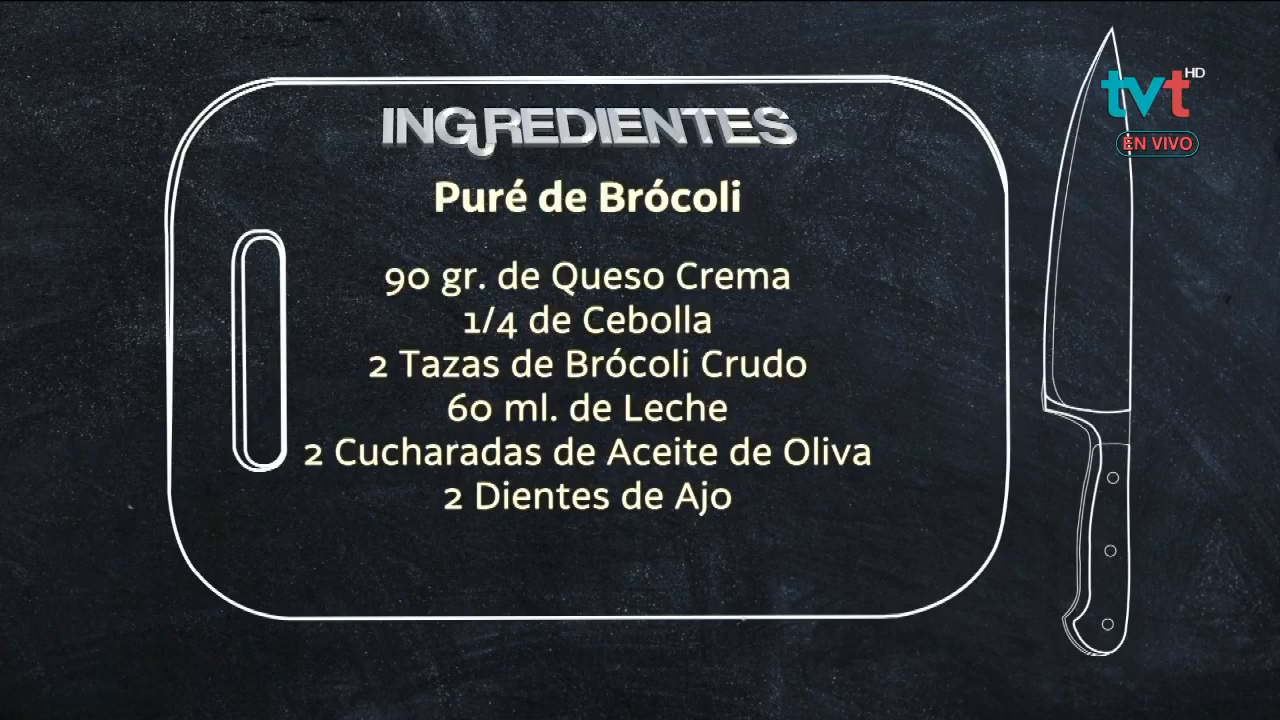 INGREDIENTES
Puré de Brócoli
90 gr. de Queso Crema
1/4 de Cebolla
2 Tazas de Brócoli Crudo
60 ml. de Leche
2 Cucharadas de Aceite de Oliva
2 Dientes de Ajo
tvt HD
EN VIVO